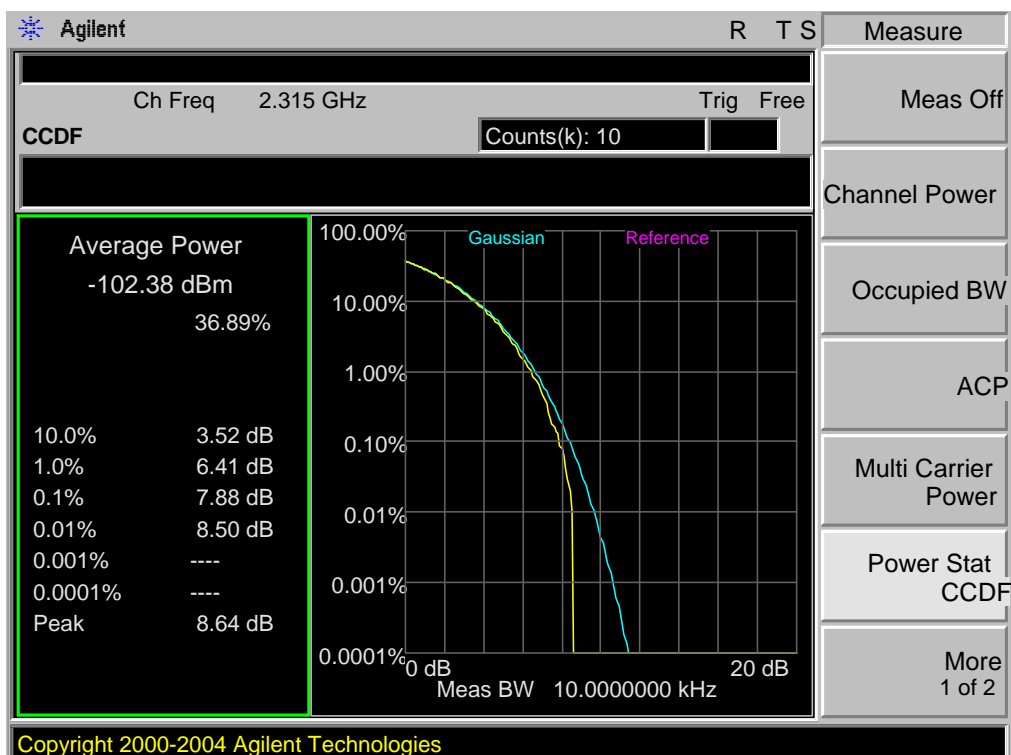 Agilent R T S Measure
Ch Freq 2.315 GHz Trig Free
CCDF Counts(k): 10
Meas Off
Channel Power
Occupied BW
ACP
Multi Carrier
Power
Power Stat
CCDF
More
1 of 2
Average Power
-102.38 dBm
36.89%
10.0% 3.52 dB
1.0% 6.41 dB
0.1% 7.88 dB
0.01% 8.50 dB
0.001% ----
0.0001% ----
Peak 8.64 dB
Gaussian Reference
100.00%
10.00%
1.00%
0.10%
0.01%
0.001%
0.0001%
0 dB 20 dB
Meas BW 10.0000000 kHz
Copyright 2000-2004 Agilent Technologies